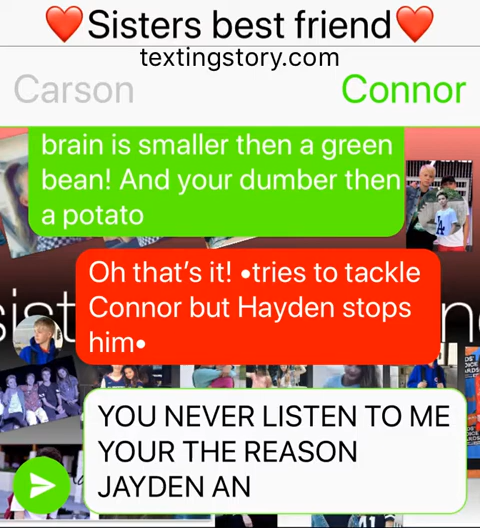 ❤️Sisters best friend❤️
textingstory.com
Carson Connor
brain is smaller then a green
bean! And your dumber then
a potato
Oh that's it! •tries to tackle
Connor but Hayden stops
him•
YOU NEVER LISTEN TO ME
YOUR THE REASON
JAYDEN AN